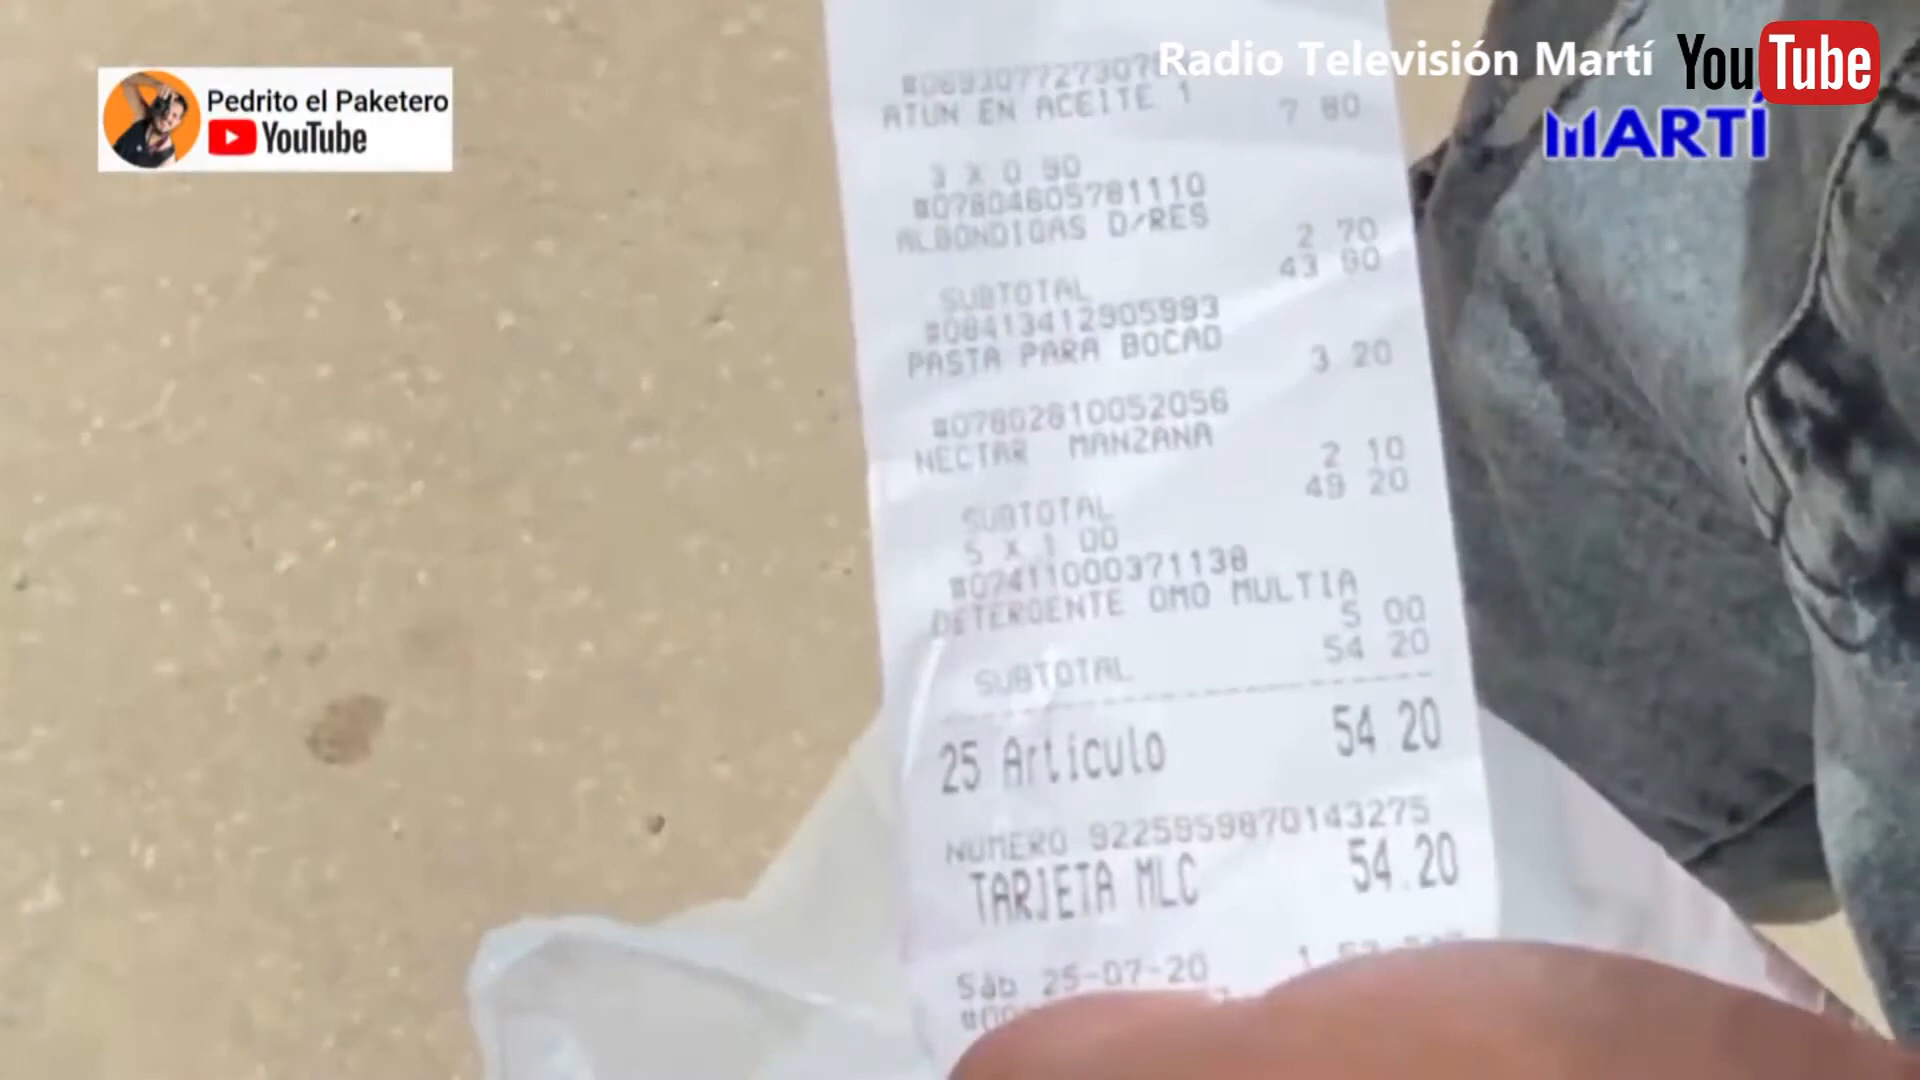 Radio Televisión Martí YouTube
MARTÍ
Pedrito el Paketero
YouTube
ATUN EN ACEITE 1 7 80
3 X 0 90
#07804605781110
ALBONDIGAS D/RES 2 70
SUBTOTAL 43 90
#08413412905993
PASTA PARA BOCAD 3 20
#07802810052056
NECTAR MANZANA 2 10
SUBTOTAL 49 20
5 X 1 00
#07411000371138
DETERGENTE OMO MULTIA
5 00
SUBTOTAL 54 20
25 Artículo 54.20
NUMERO 9225959870143275
TARJETA MLC 54.20
Sáb 25-07-20